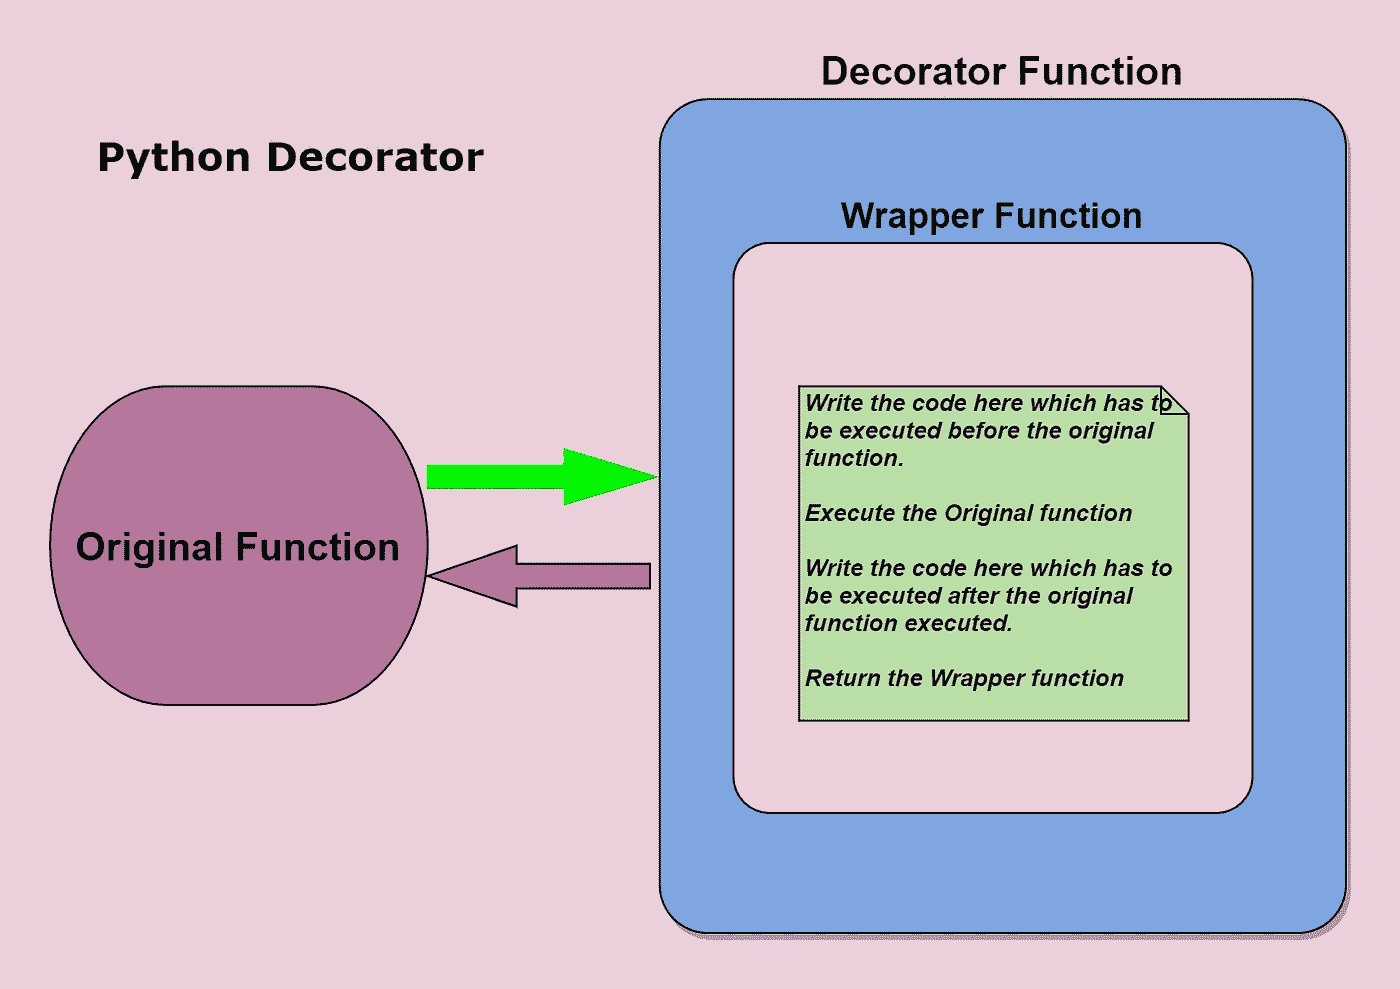 Decorator Function
Python Decorator
Wrapper Function
Write the code here which has to
be executed before the original
function.
Execute the Original function
Original Function
Write the code here which has to
be executed after the original
function executed.
Return the Wrapper function